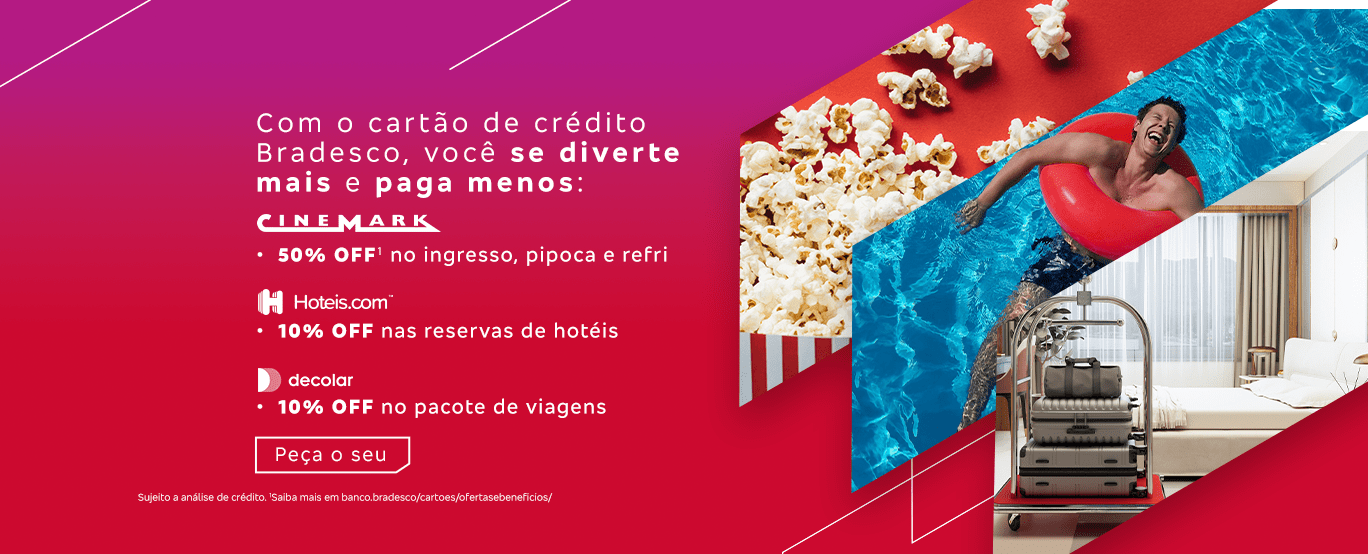 Com o cartão de crédito
Bradesco, você se diverte
mais e paga menos:
CINEMARK
• 50% OFF¹ no ingresso, pipoca e refri
Hoteis.com™
• 10% OFF nas reservas de hotéis
decolar
• 10% OFF no pacote de viagens
Peça o seu
Sujeito a análise de crédito. ¹Saiba mais em banco.bradesco/cartoes/ofertasebeneficios/